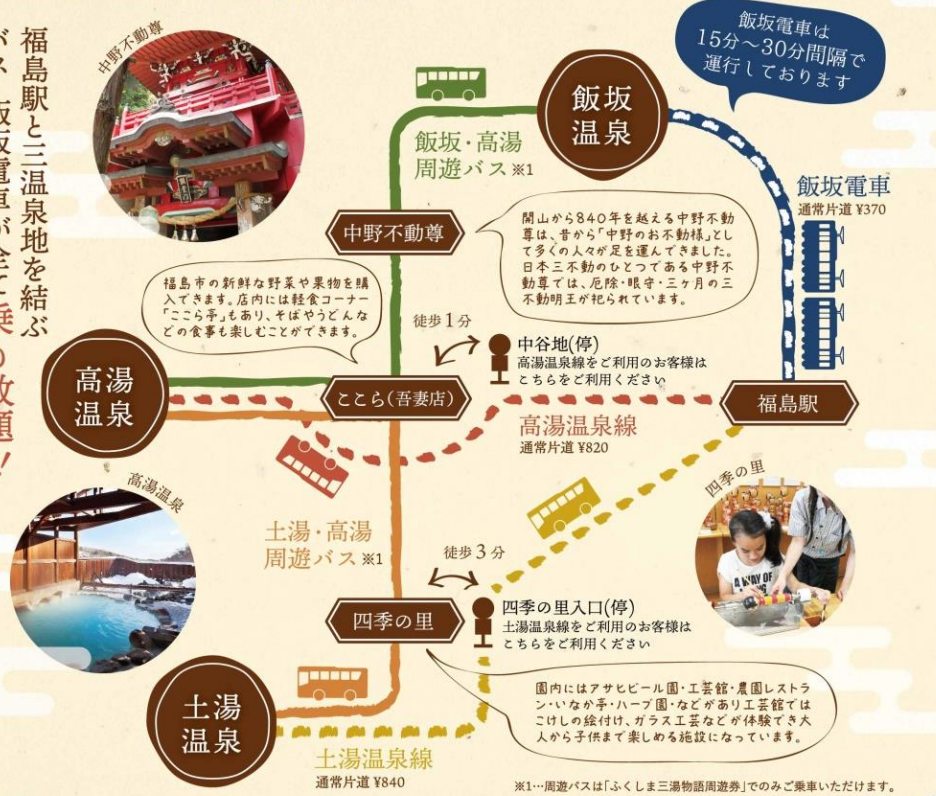 福島駅と三温泉地を結ぶ
飯坂電車が全て乗り放題！
中野不動尊
飯坂・高湯
周遊バス※1
飯坂
温泉
飯坂電車は
15分～30分間隔で
運行しております
飯坂電車
通常片道 ¥370
中野不動尊
開山から840年を越える中野不動
尊は、昔から「中野のお不動様」とし
て多くの人々が足を運んできました。
日本三不動のひとつである中野不
動尊では、厄除・眼守・三ヶ月の三
不動明王が祀られています。
福島市の新鮮な野菜や果物を購
入できます。店内には軽食コーナー
「ここら亭」もあり、そばやうどんな
どの食事も楽しむことができます。
徒歩1分
中谷地(停)
高湯温泉線をご利用のお客様は
こちらをご利用ください
高湯
温泉
ここら(吾妻店)
福島駅
高湯温泉線
通常片道 ¥820
高湯温泉
四季の里
土湯・高湯
周遊バス※1
徒歩3分
四季の里
四季の里入口(停)
土湯温泉線をご利用のお客様は
こちらをご利用ください
土湯
温泉
園内にはアサヒビール園・工芸館・農園レストラ
ン・いなか亭・ハーブ園・などがあり工芸館では
こけしの絵付け、ガラス工芸などが体験でき大
人から子供まで楽しめる施設になっています。
土湯温泉線
通常片道 ¥840
※1…周遊バスは「ふくしま三湯物語周遊券」でのみご乗車いただけます。